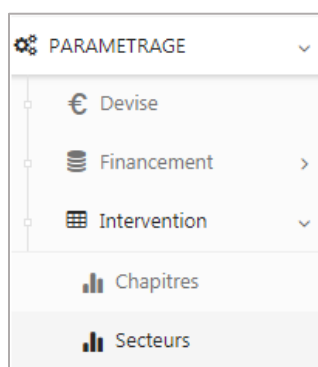 PARAMETRAGE
Devise
Financement
Intervention
Chapitres
Secteurs